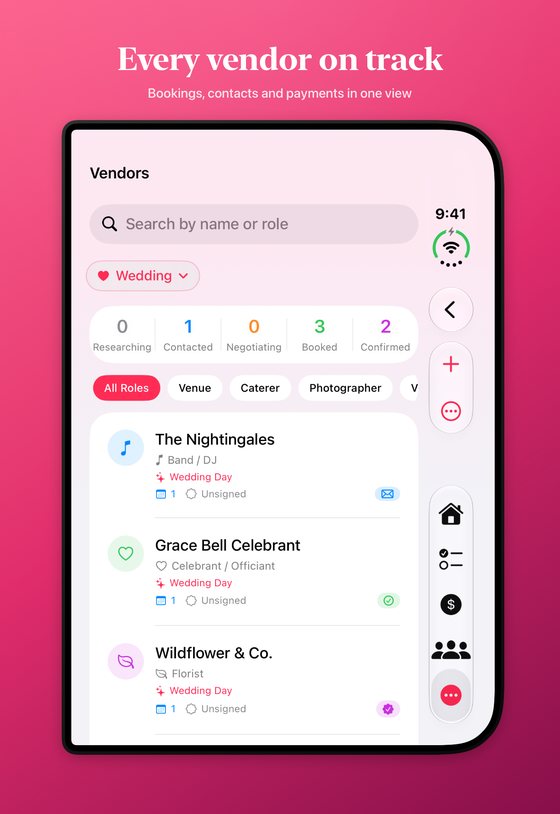 Every vendor on track
Bookings, contacts and payments in one view
Vendors
9:41
Search by name or role
Wedding
0 1 0 3 2
Researching Contacted Negotiating Booked Confirmed
All Roles Venue Caterer Photographer V
The Nightingales
Band / DJ
Wedding Day
1 Unsigned
Grace Bell Celebrant
Celebrant / Officiant
Wedding Day
1 Unsigned
$
Wildflower & Co.
Florist
Wedding Day
1 Unsigned